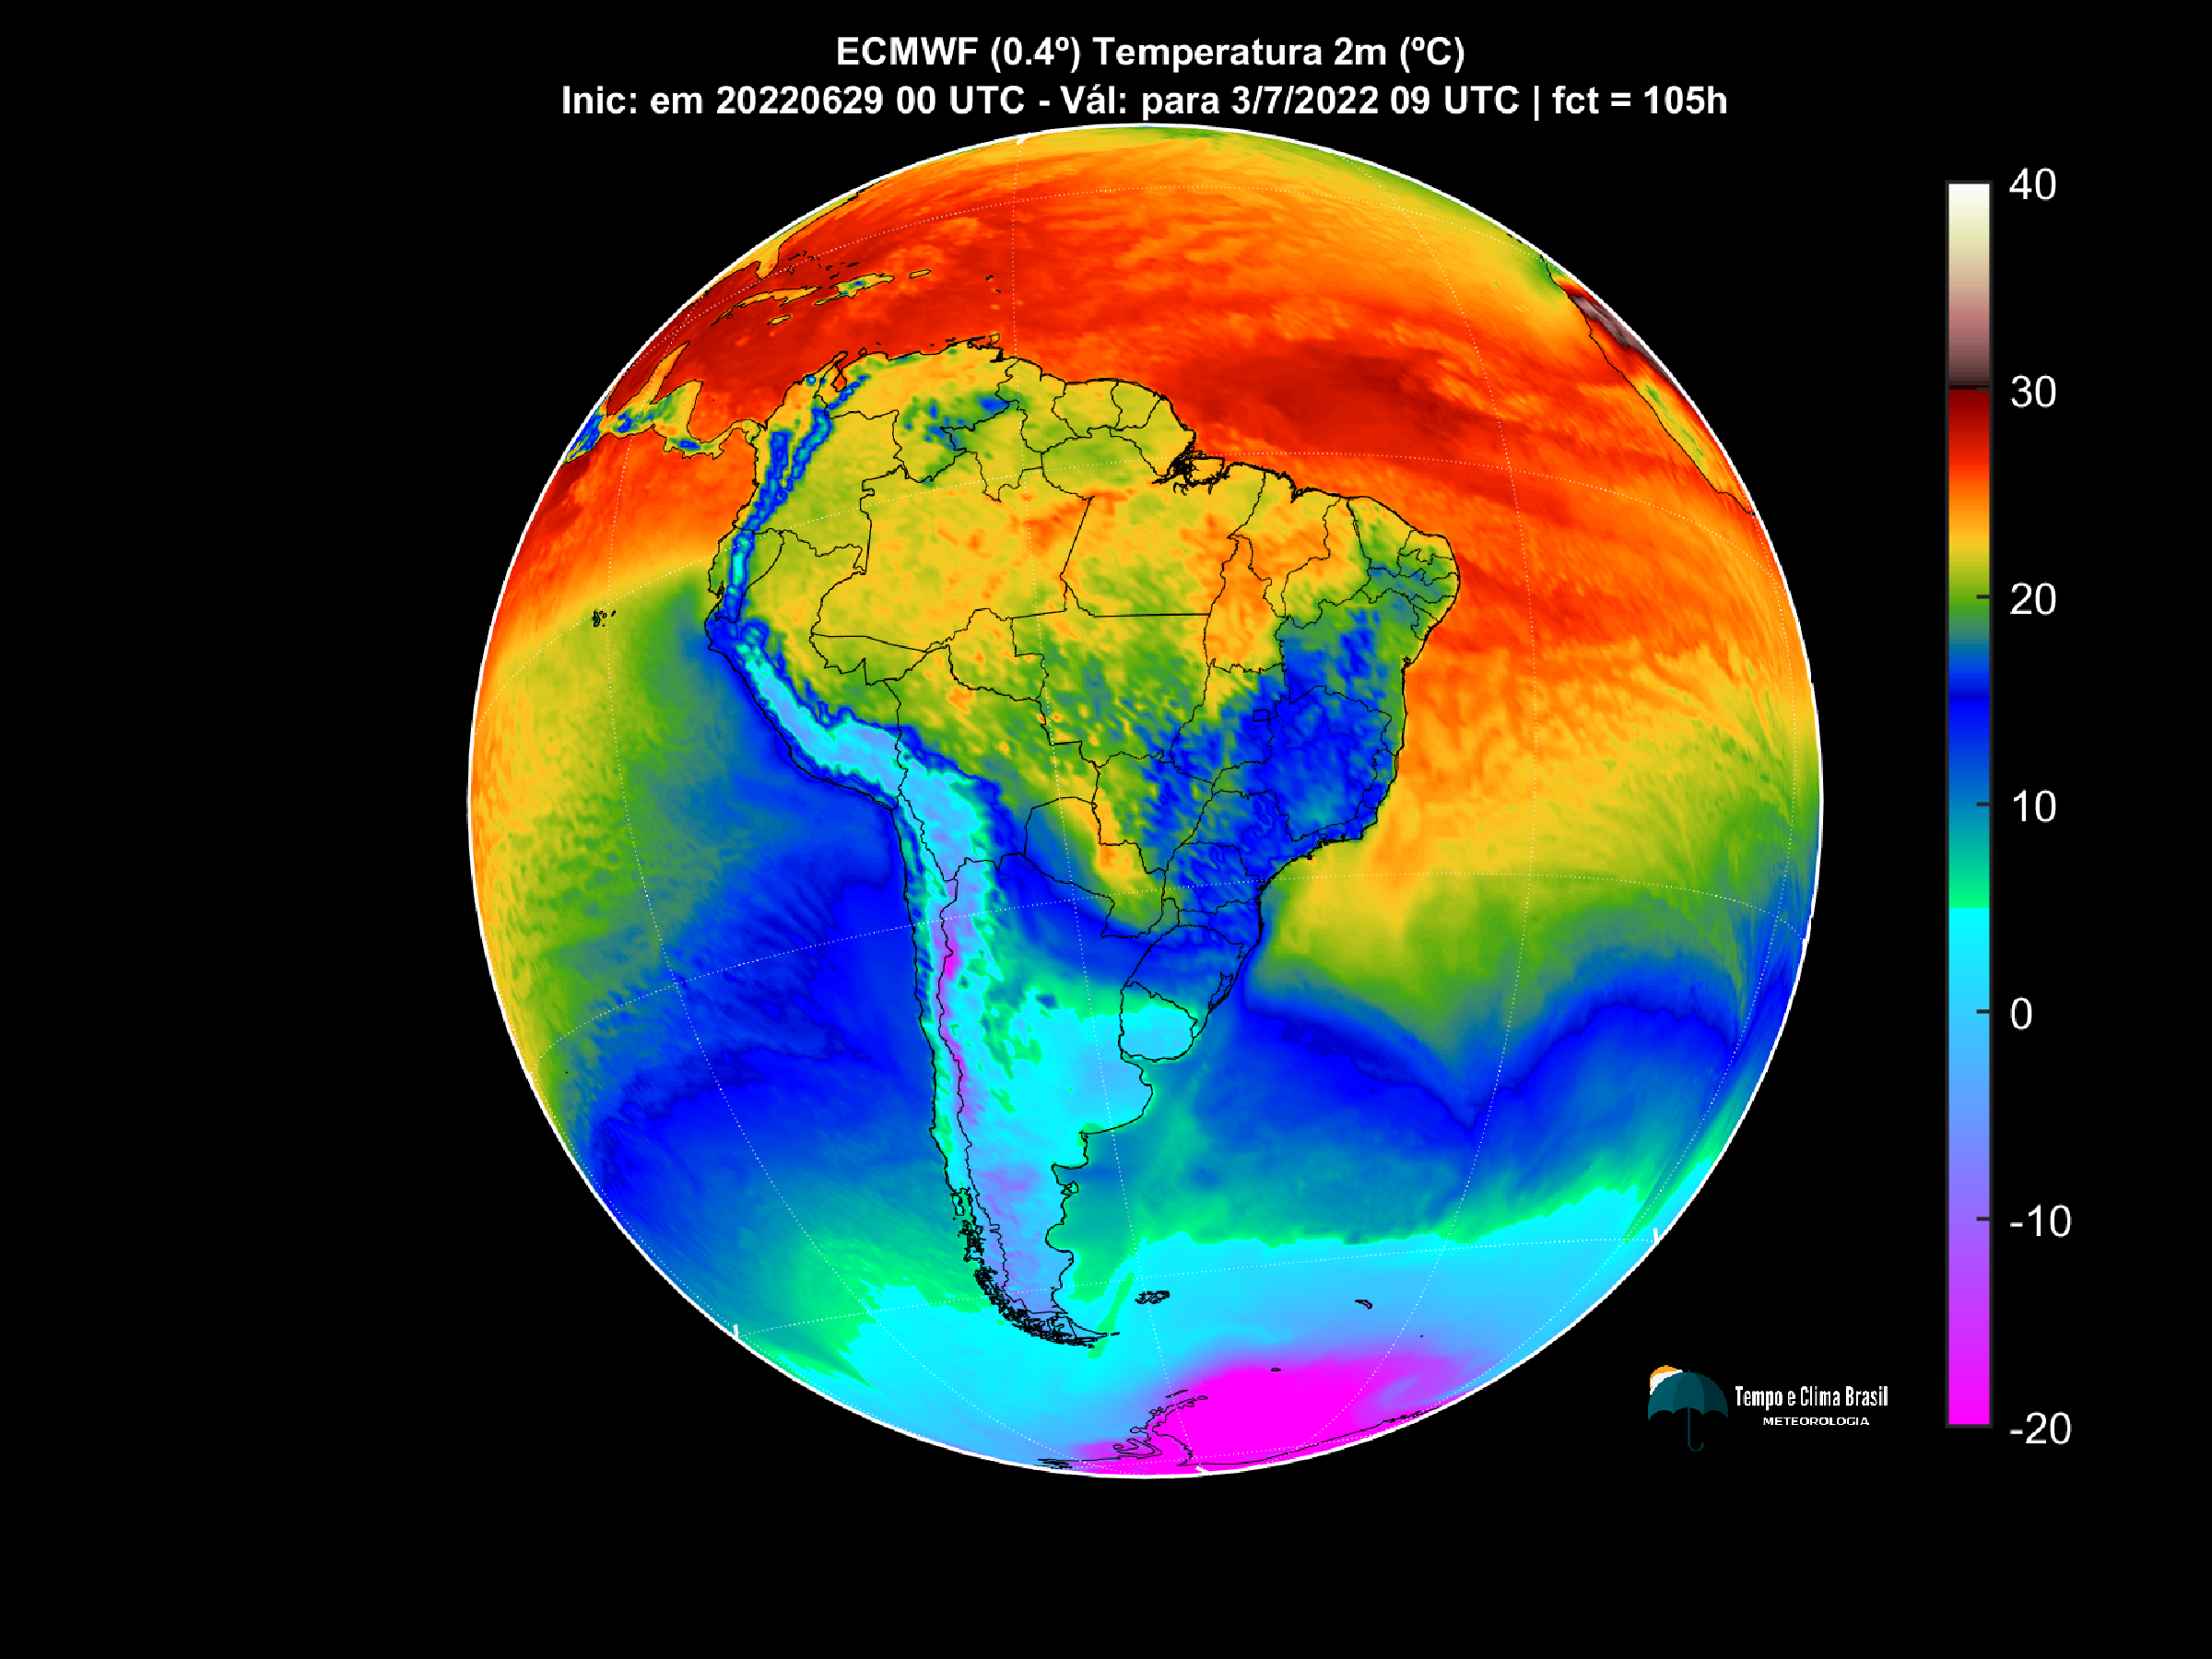 ECMWF (0.4º) Temperatura 2m (ºC)
Inic: em 20220629 00 UTC - Vál: para 3/7/2022 09 UTC | fct = 105h
40
30
20
10
0
-10
-20
Tempo e Clima Brasil
METEOROLOGIA